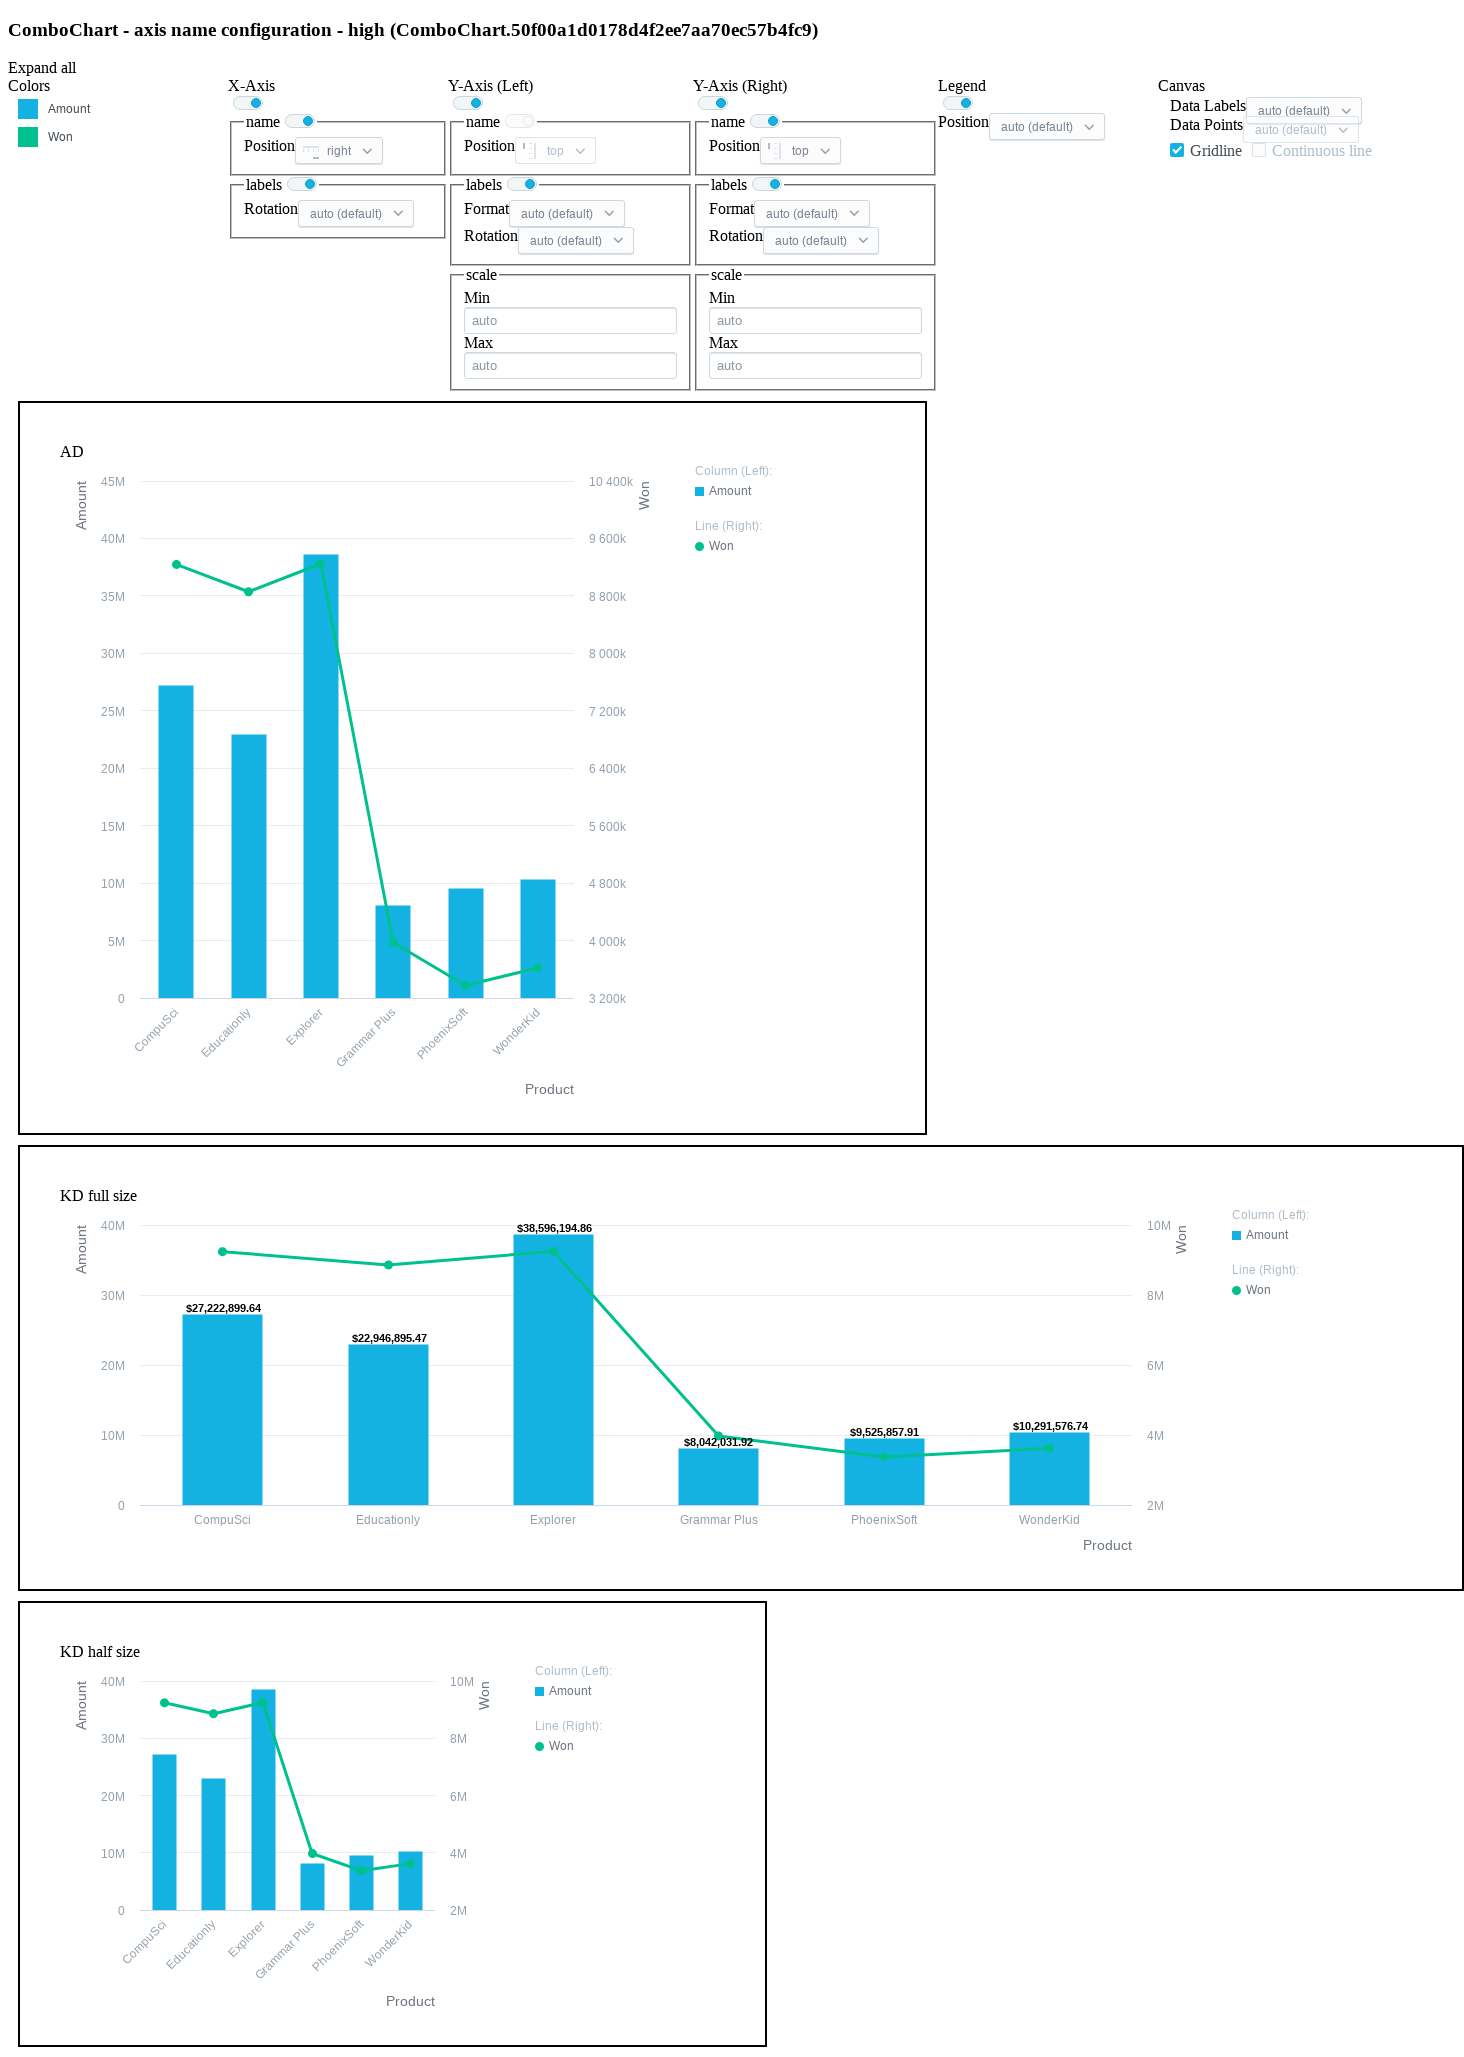 ComboChart - axis name configuration - high (ComboChart.50f00a1d0178d4f2ee7aa70ec57b4fc9)
Expand all
Colors
Amount
Won
X-Axis
name
Position right
labels
Rotation auto (default)
Y-Axis (Left)
name
Position top
labels
Format auto (default)
Rotation auto (default)
scale
Min
auto
Max
auto
Y-Axis (Right)
name
Position top
labels
Format auto (default)
Rotation auto (default)
scale
Min
auto
Max
auto
Legend
Position auto (default)
Canvas
Data Labels auto (default)
Data Points auto (default)
Gridline Continuous line
AD
Amount
45M
40M
35M
30M
25M
20M
15M
10M
5M
0
10 400k
9 600k
8 800k
8 000k
7 200k
6 400k
5 600k
4 800k
4 000k
3 200k
Won
CompuSci
Educationly
Explorer
Grammar Plus
PhoenixSoft
WonderKid
Product
Column (Left):
Amount
Line (Right):
Won
KD full size
Amount
40M
30M
20M
10M
0
$27,222,899.64
$22,946,895.47
$38,596,194.86
$8,042,031.92
$9,525,857.91
$10,291,576.74
10M
8M
6M
4M
2M
Won
CompuSci
Educationly
Explorer
Grammar Plus
PhoenixSoft
WonderKid
Product
Column (Left):
Amount
Line (Right):
Won
KD half size
Amount
40M
30M
20M
10M
0
10M
8M
6M
4M
2M
Won
CompuSci
Educationly
Explorer
Grammar Plus
PhoenixSoft
WonderKid
Product
Column (Left):
Amount
Line (Right):
Won